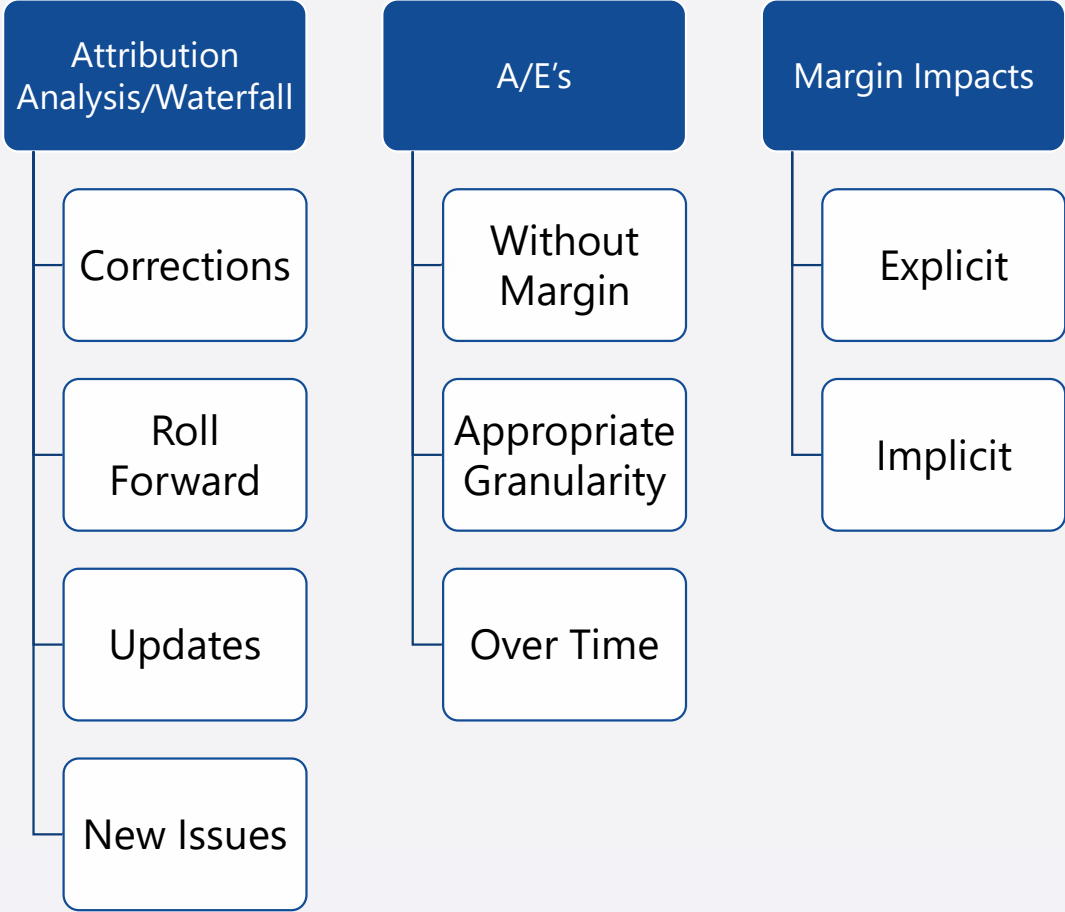 Attribution
Analysis/Waterfall
Corrections
Roll
Forward
Updates
New Issues
A/E’s
Without
Margin
Appropriate
Granularity
Over Time
Margin Impacts
Explicit
Implicit